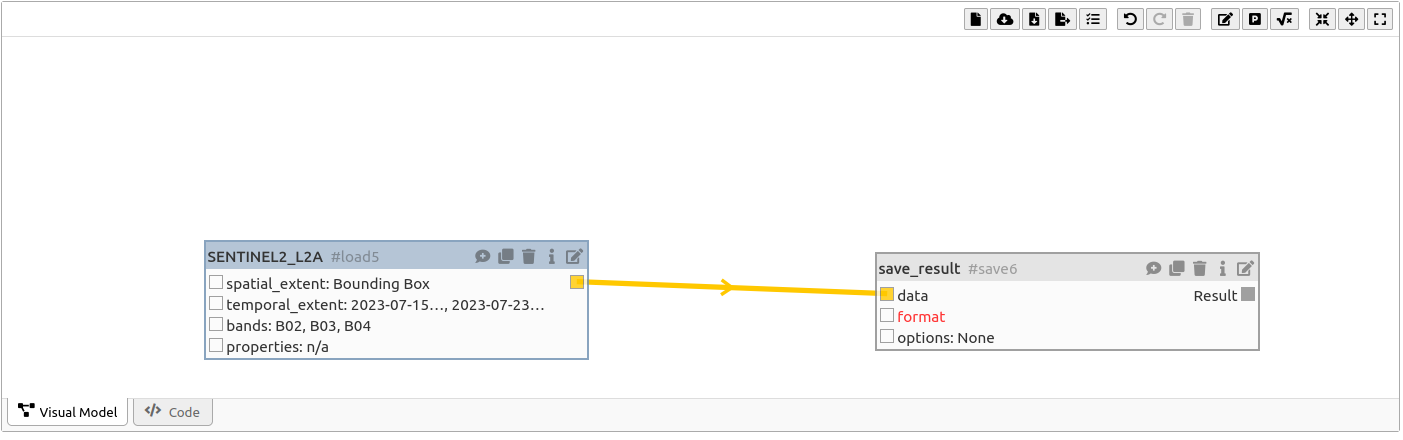 SENTINEL2_L2A #load5
spatial_extent: Bounding Box
temporal_extent: 2023-07-15..., 2023-07-23...
bands: B02, B03, B04
properties: n/a
save_result #save6
data Result
format
options: None
Visual Model Code